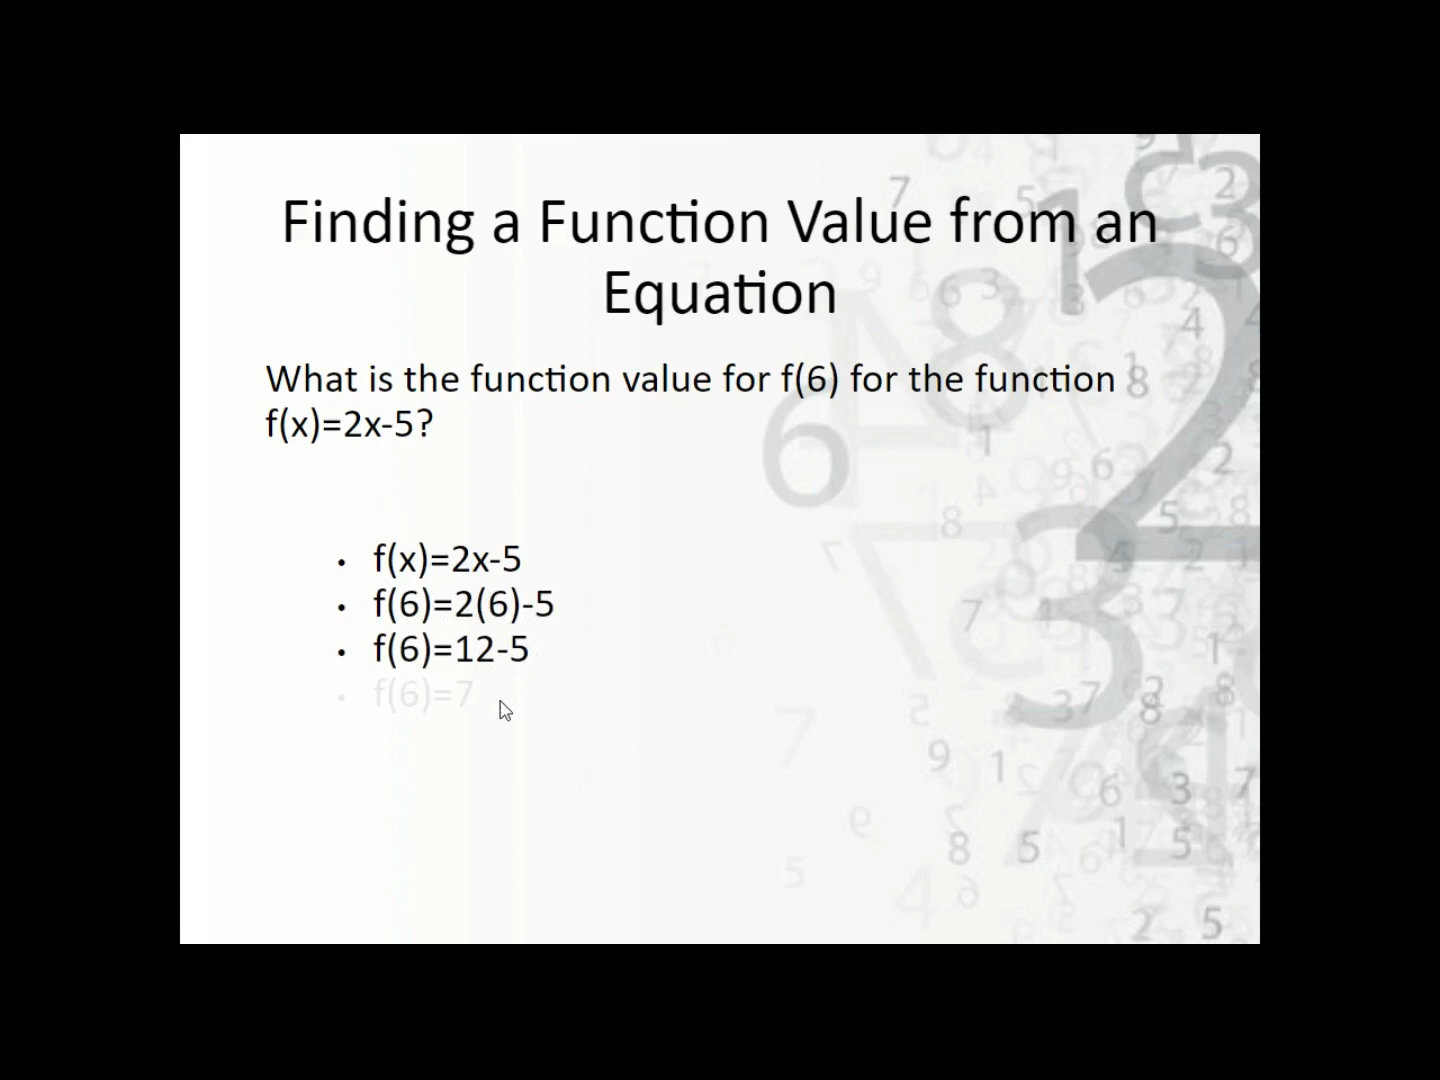 Finding a Function Value from an
Equation
What is the function value for f(6) for the function
f(x)=2x-5?
• f(x)=2x-5
• f(6)=2(6)-5
• f(6)=12-5
• f(6)=7